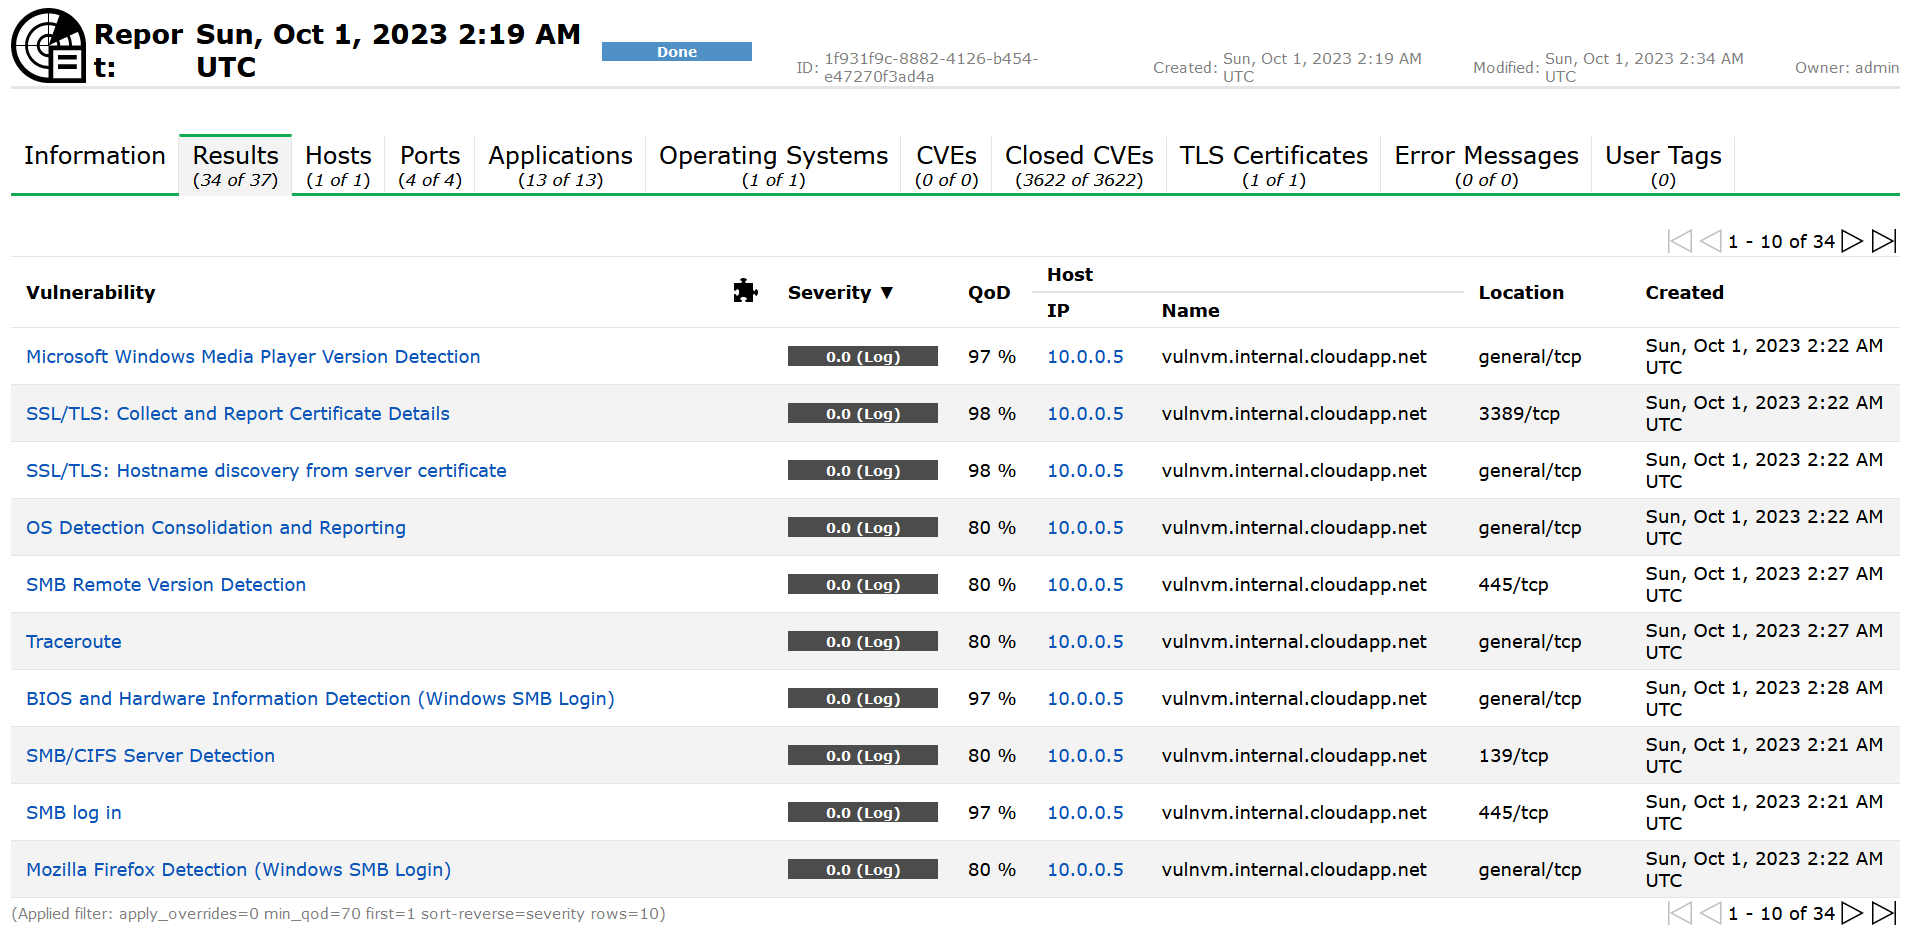 Repor Sun, Oct 1, 2023 2:19 AM
t: UTC
Done
ID: 1f931f9c-8882-4126-b454-
e47270f3ad4a
Created: Sun, Oct 1, 2023 2:19 AM
UTC
Modified: Sun, Oct 1, 2023 2:34 AM
UTC
Owner: admin
Information
Results
(34 of 37)
Hosts
(1 of 1)
Ports
(4 of 4)
Applications
(13 of 13)
Operating Systems
(1 of 1)
CVEs
(0 of 0)
Closed CVEs
(3622 of 3622)
TLS Certificates
(1 of 1)
Error Messages
(0 of 0)
User Tags
(0)
1 - 10 of 34
Vulnerability Severity ▼ QoD Host Location Created
IP Name
Microsoft Windows Media Player Version Detection 0.0 (Log) 97 % 10.0.0.5 vulnvm.internal.cloudapp.net general/tcp Sun, Oct 1, 2023 2:22 AM
UTC
SSL/TLS: Collect and Report Certificate Details 0.0 (Log) 98 % 10.0.0.5 vulnvm.internal.cloudapp.net 3389/tcp Sun, Oct 1, 2023 2:22 AM
UTC
SSL/TLS: Hostname discovery from server certificate 0.0 (Log) 98 % 10.0.0.5 vulnvm.internal.cloudapp.net general/tcp Sun, Oct 1, 2023 2:22 AM
UTC
OS Detection Consolidation and Reporting 0.0 (Log) 80 % 10.0.0.5 vulnvm.internal.cloudapp.net general/tcp Sun, Oct 1, 2023 2:22 AM
UTC
SMB Remote Version Detection 0.0 (Log) 80 % 10.0.0.5 vulnvm.internal.cloudapp.net 445/tcp Sun, Oct 1, 2023 2:27 AM
UTC
Traceroute 0.0 (Log) 80 % 10.0.0.5 vulnvm.internal.cloudapp.net general/tcp Sun, Oct 1, 2023 2:27 AM
UTC
BIOS and Hardware Information Detection (Windows SMB Login) 0.0 (Log) 97 % 10.0.0.5 vulnvm.internal.cloudapp.net general/tcp Sun, Oct 1, 2023 2:28 AM
UTC
SMB/CIFS Server Detection 0.0 (Log) 80 % 10.0.0.5 vulnvm.internal.cloudapp.net 139/tcp Sun, Oct 1, 2023 2:21 AM
UTC
SMB log in 0.0 (Log) 97 % 10.0.0.5 vulnvm.internal.cloudapp.net 445/tcp Sun, Oct 1, 2023 2:21 AM
UTC
Mozilla Firefox Detection (Windows SMB Login) 0.0 (Log) 80 % 10.0.0.5 vulnvm.internal.cloudapp.net general/tcp Sun, Oct 1, 2023 2:22 AM
UTC
(Applied filter: apply_overrides=0 min_qod=70 first=1 sort-reverse=severity rows=10)
1 - 10 of 34